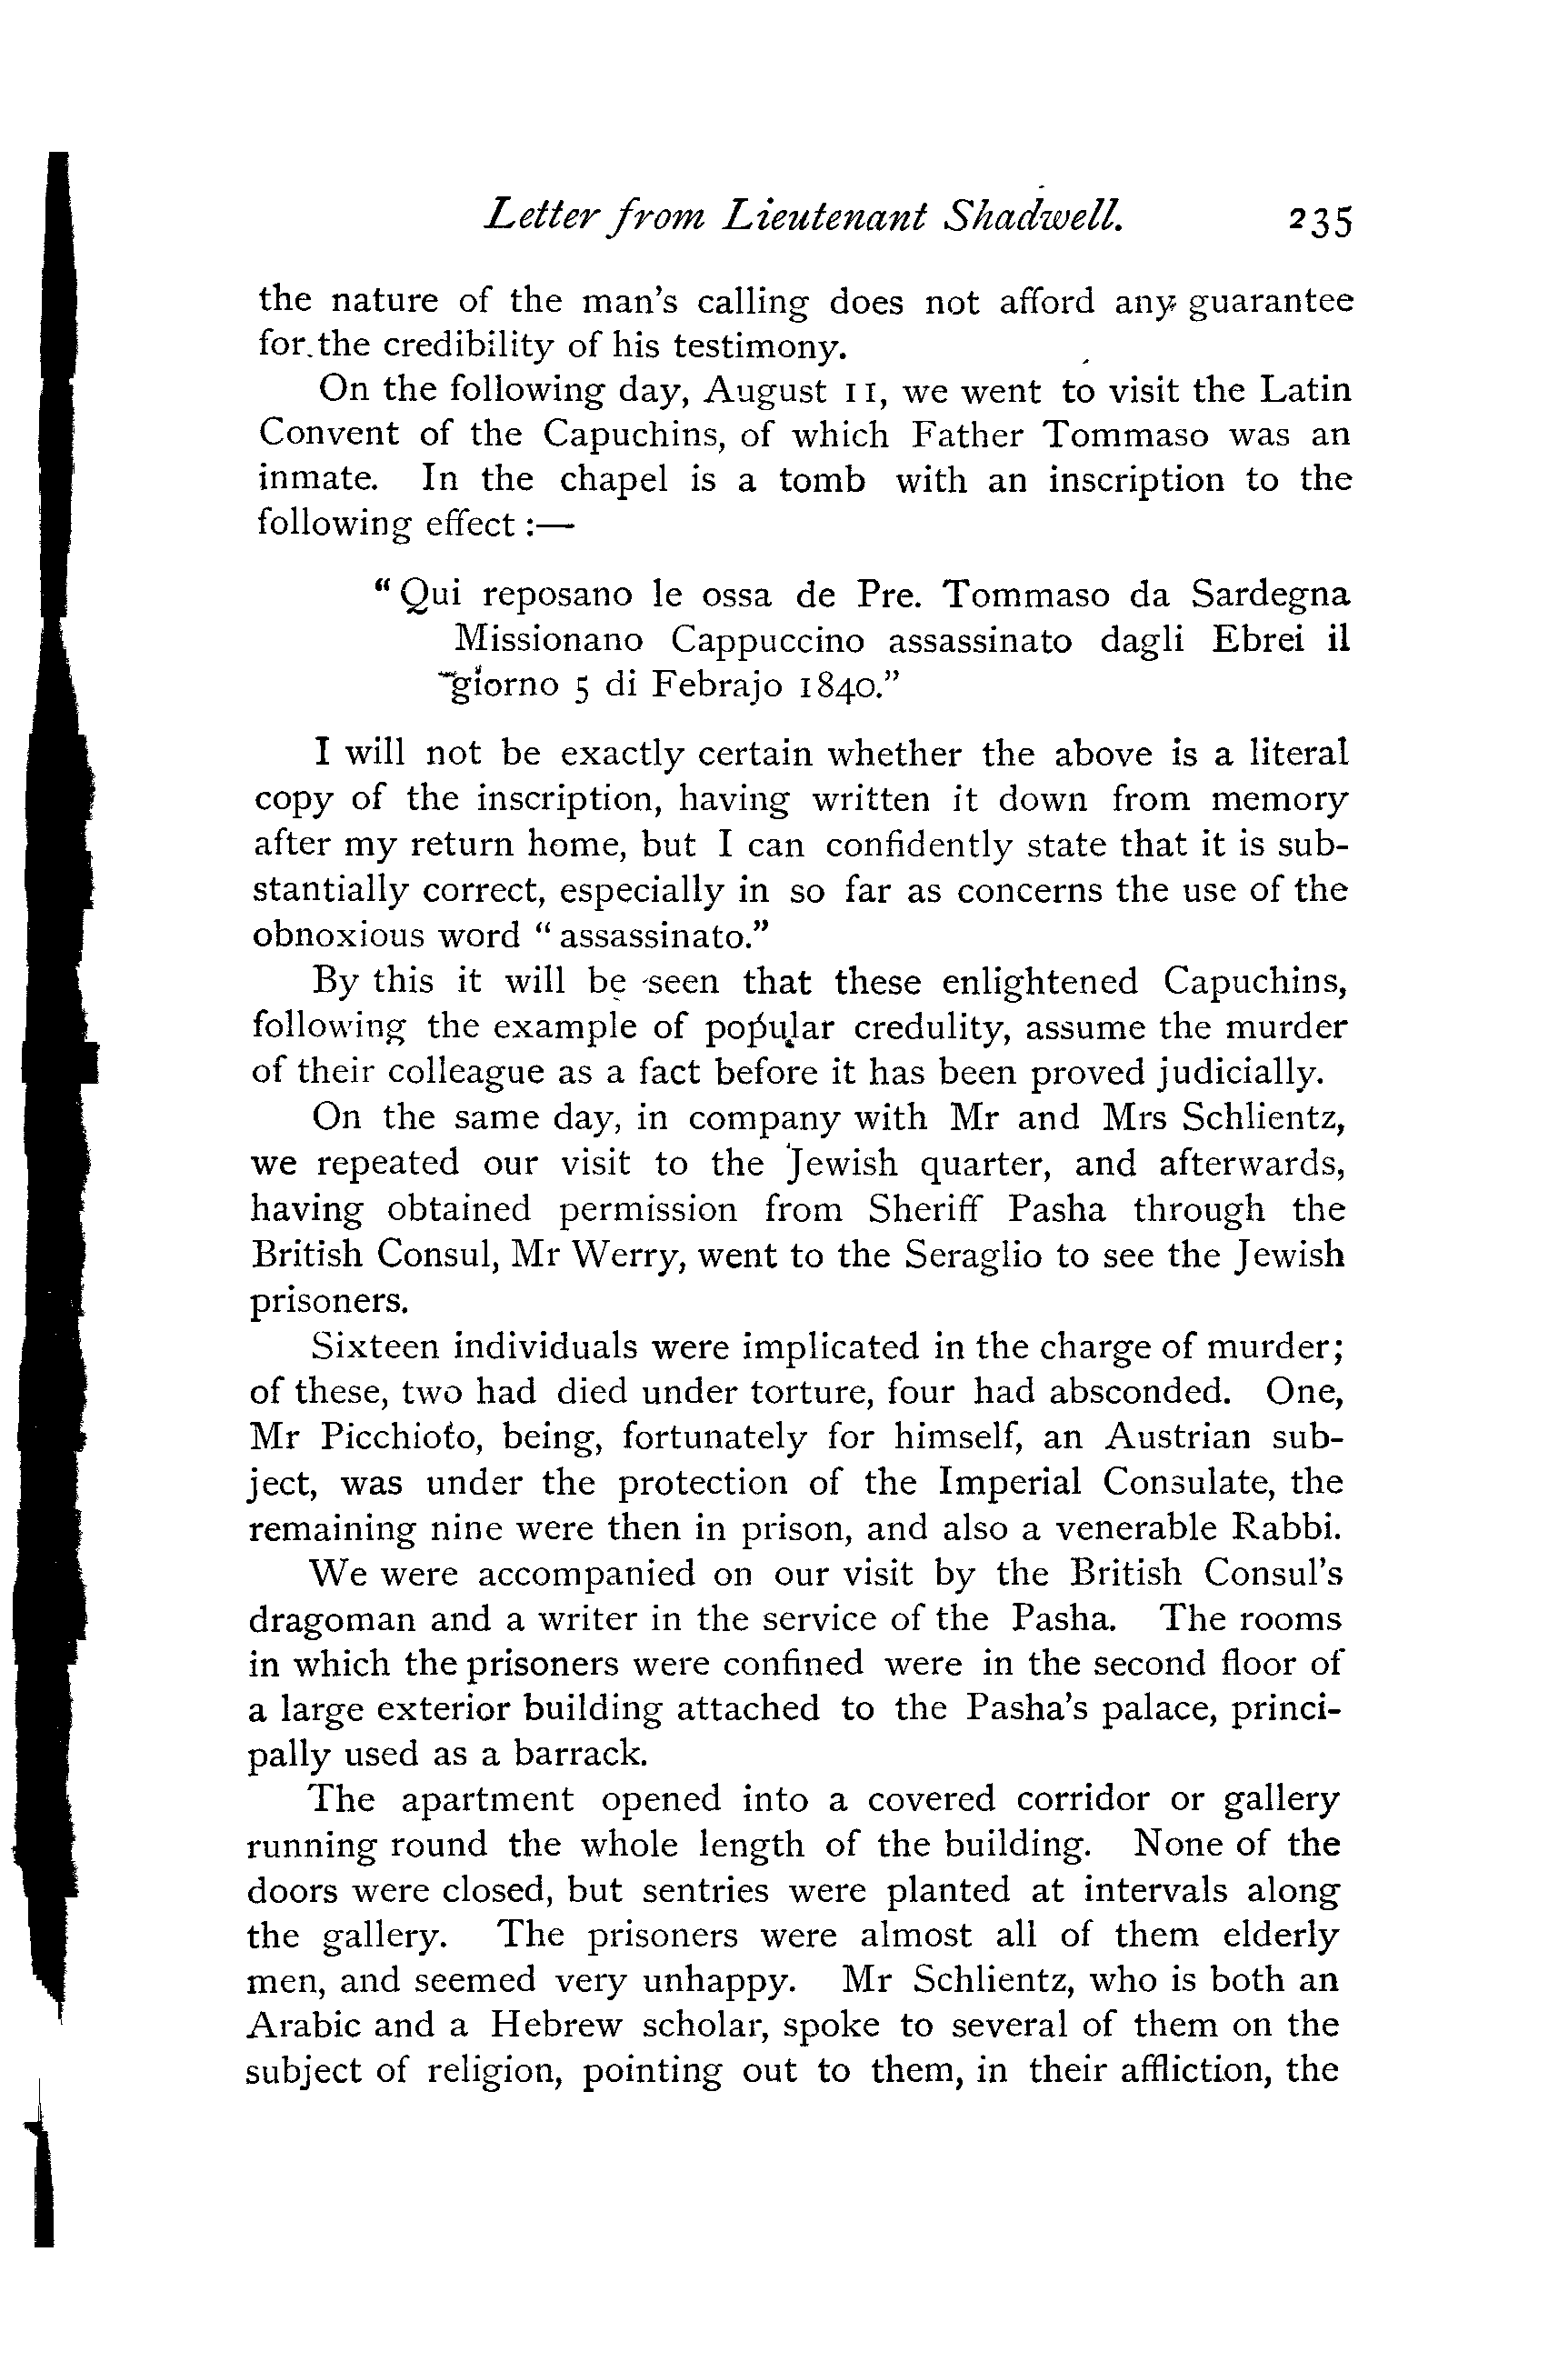 Letter from Lieutenant Shadwell. 235
the nature of the man's calling does not afford any guarantee
for the credibility of his testimony.
On the following day, August 11, we went to visit the Latin
Convent of the Capuchins, of which Father Tommaso was an
inmate. In the chapel is a tomb with an inscription to the
following effect :—
“ Qui reposano le ossa de Pre. Tommaso da Sardegna
Missionano Cappuccino assassinato dagli Ebrei il
giorno 5 di Febrajo 1840.”
I will not be exactly certain whether the above is a literal
copy of the inscription, having written it down from memory
after my return home, but I can confidently state that it is sub-
stantially correct, especially in so far as concerns the use of the
obnoxious word “ assassinato.”
By this it will be seen that these enlightened Capuchins,
following the example of popular credulity, assume the murder
of their colleague as a fact before it has been proved judicially.
On the same day, in company with Mr and Mrs Schlientz,
we repeated our visit to the Jewish quarter, and afterwards,
having obtained permission from Sheriff Pasha through the
British Consul, Mr Werry, went to the Seraglio to see the Jewish
prisoners.
Sixteen individuals were implicated in the charge of murder;
of these, two had died under torture, four had absconded. One,
Mr Picchioto, being, fortunately for himself, an Austrian sub-
ject, was under the protection of the Imperial Consulate, the
remaining nine were then in prison, and also a venerable Rabbi.
We were accompanied on our visit by the British Consul's
dragoman and a writer in the service of the Pasha. The rooms
in which the prisoners were confined were in the second floor of
a large exterior building attached to the Pasha's palace, princi-
pally used as a barrack.
The apartment opened into a covered corridor or gallery
running round the whole length of the building. None of the
doors were closed, but sentries were planted at intervals along
the gallery. The prisoners were almost all of them elderly
men, and seemed very unhappy. Mr Schlientz, who is both an
Arabic and a Hebrew scholar, spoke to several of them on the
subject of religion, pointing out to them, in their affliction, the